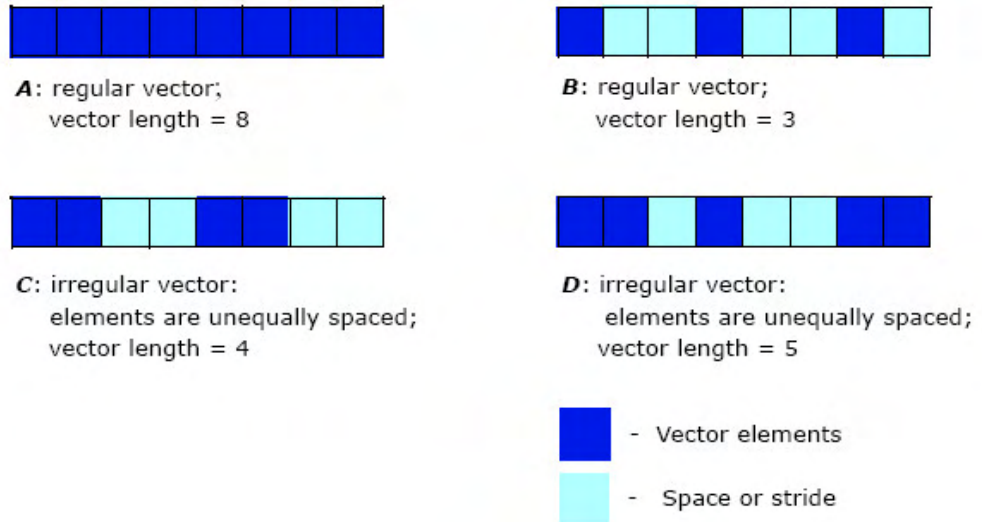 A: regular vector;
vector length = 8
B: regular vector;
vector length = 3
C: irregular vector:
elements are unequally spaced;
vector length = 4
D: irregular vector:
elements are unequally spaced;
vector length = 5
- Vector elements
- Space or stride